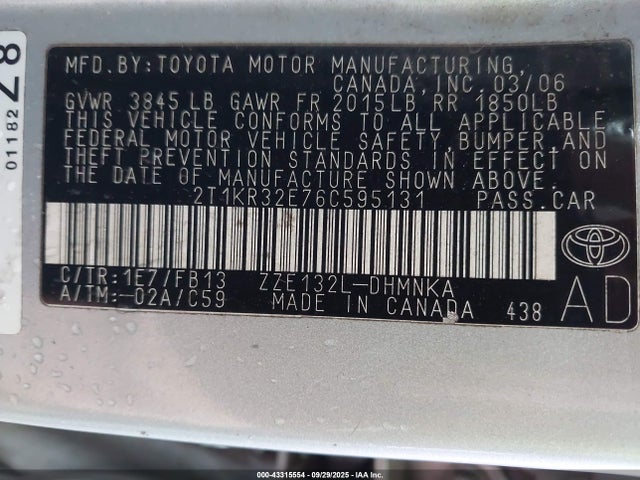 MFD. BY: TOYOTA MOTOR MANUFACTURING,
CANADA, INC. 03/06
GVWR 3845 LB GAWR FR 2015LB RR 1850LB
THIS VEHICLE CONFORMS TO ALL APPLICABLE
FEDERAL MOTOR VEHICLE SAFETY, BUMPER, AND
THEFT PREVENTION STANDARDS IN EFFECT ON
THE DATE OF MANUFACTURE SHOWN ABOVE.
2T1KR32E76C595131 PASS.CAR
C/TR: 1E7/FB13 ZZE132L-DHMNKA
A/TM: -02A/C59 MADE IN CANADA 438
AD
01182
Z8
000-43315554 09/29/2025 IAA Inc.